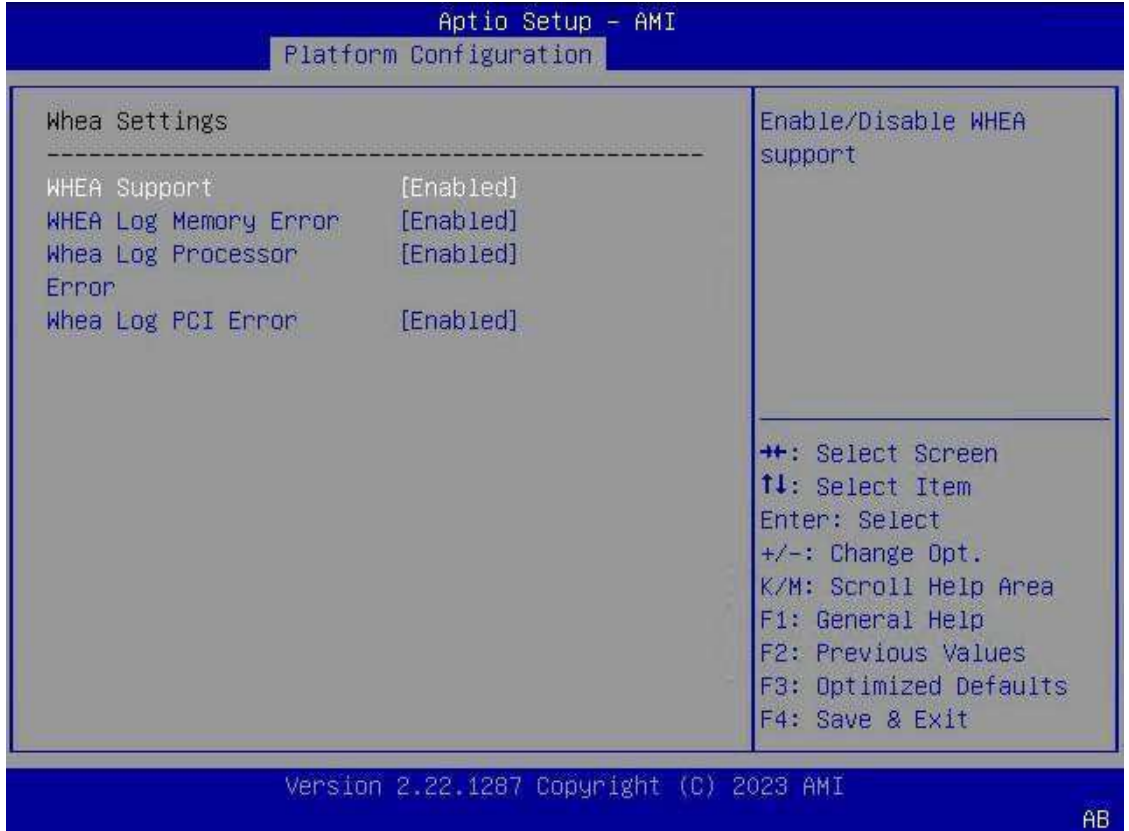 Aptio Setup – AMI
Platform Configuration
Whea Settings
WHEA Support [Enabled]
WHEA Log Memory Error [Enabled]
Whea Log Processor [Enabled]
Error
Whea Log PCI Error [Enabled]
Enable/Disable WHEA
support
→←: Select Screen
↑↓: Select Item
Enter: Select
+/-: Change Opt.
K/M: Scroll Help Area
F1: General Help
F2: Previous Values
F3: Optimized Defaults
F4: Save & Exit
Version 2.22.1287 Copyright (C) 2023 AMI
AB